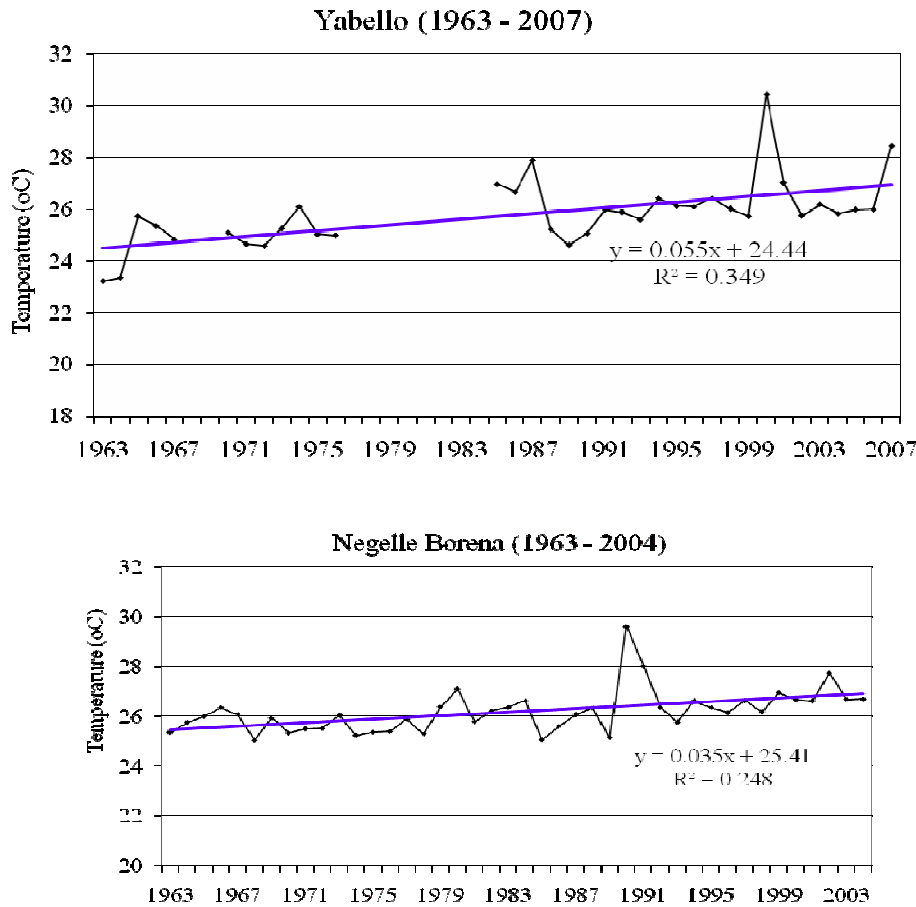 Yabello (1963 - 2007)
32
30
28
26
24
22
20
18
Temperature (oC)
y = 0.055x + 24.44
R² = 0.349
1963 1967 1971 1975 1979 1983 1987 1991 1995 1999 2003 2007
Negelle Borena (1963 - 2004)
32
30
28
26
24
22
20
Temperature (oC)
y = 0.035x + 25.41
R² = 0.248
1963 1967 1971 1975 1979 1983 1987 1991 1995 1999 2003